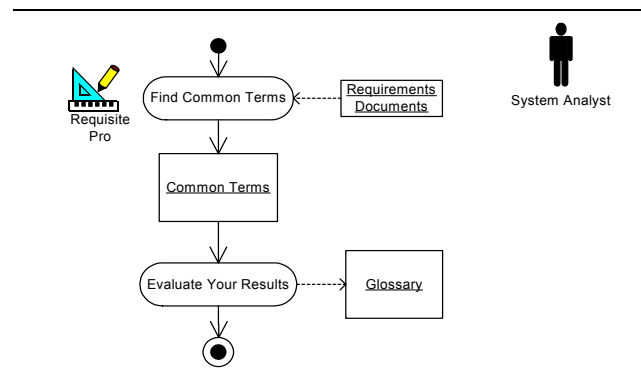 Find Common Terms
Requirements
Documents
System Analyst
Requisite
Pro
Common Terms
Evaluate Your Results
Glossary